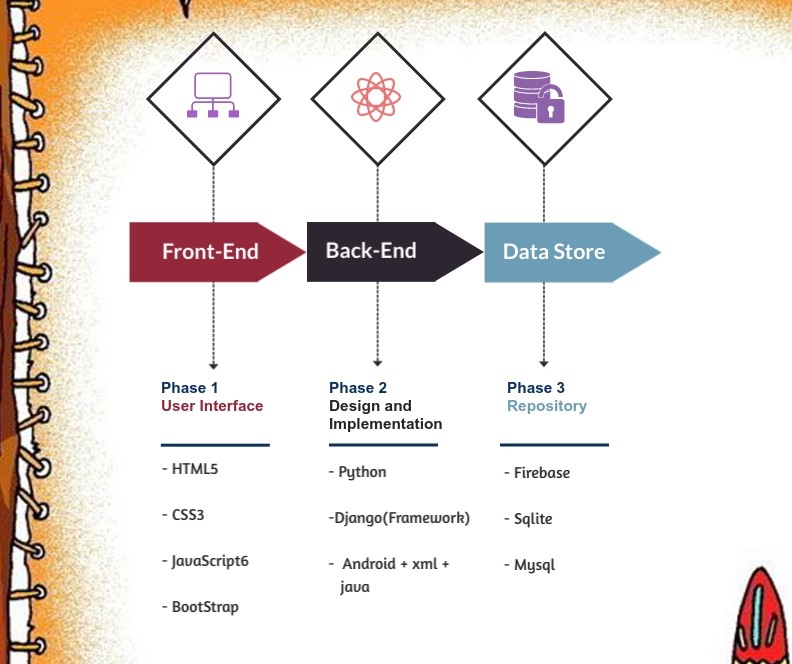 Front-End
Back-End
Data Store
Phase 1
User Interface
- HTML5
- CSS3
- JavaScript6
- BootStrap
Phase 2
Design and
Implementation
- Python
-Django(Framework)
- Android + xml +
java
Phase 3
Repository
- Firebase
- Sqlite
- Mysql